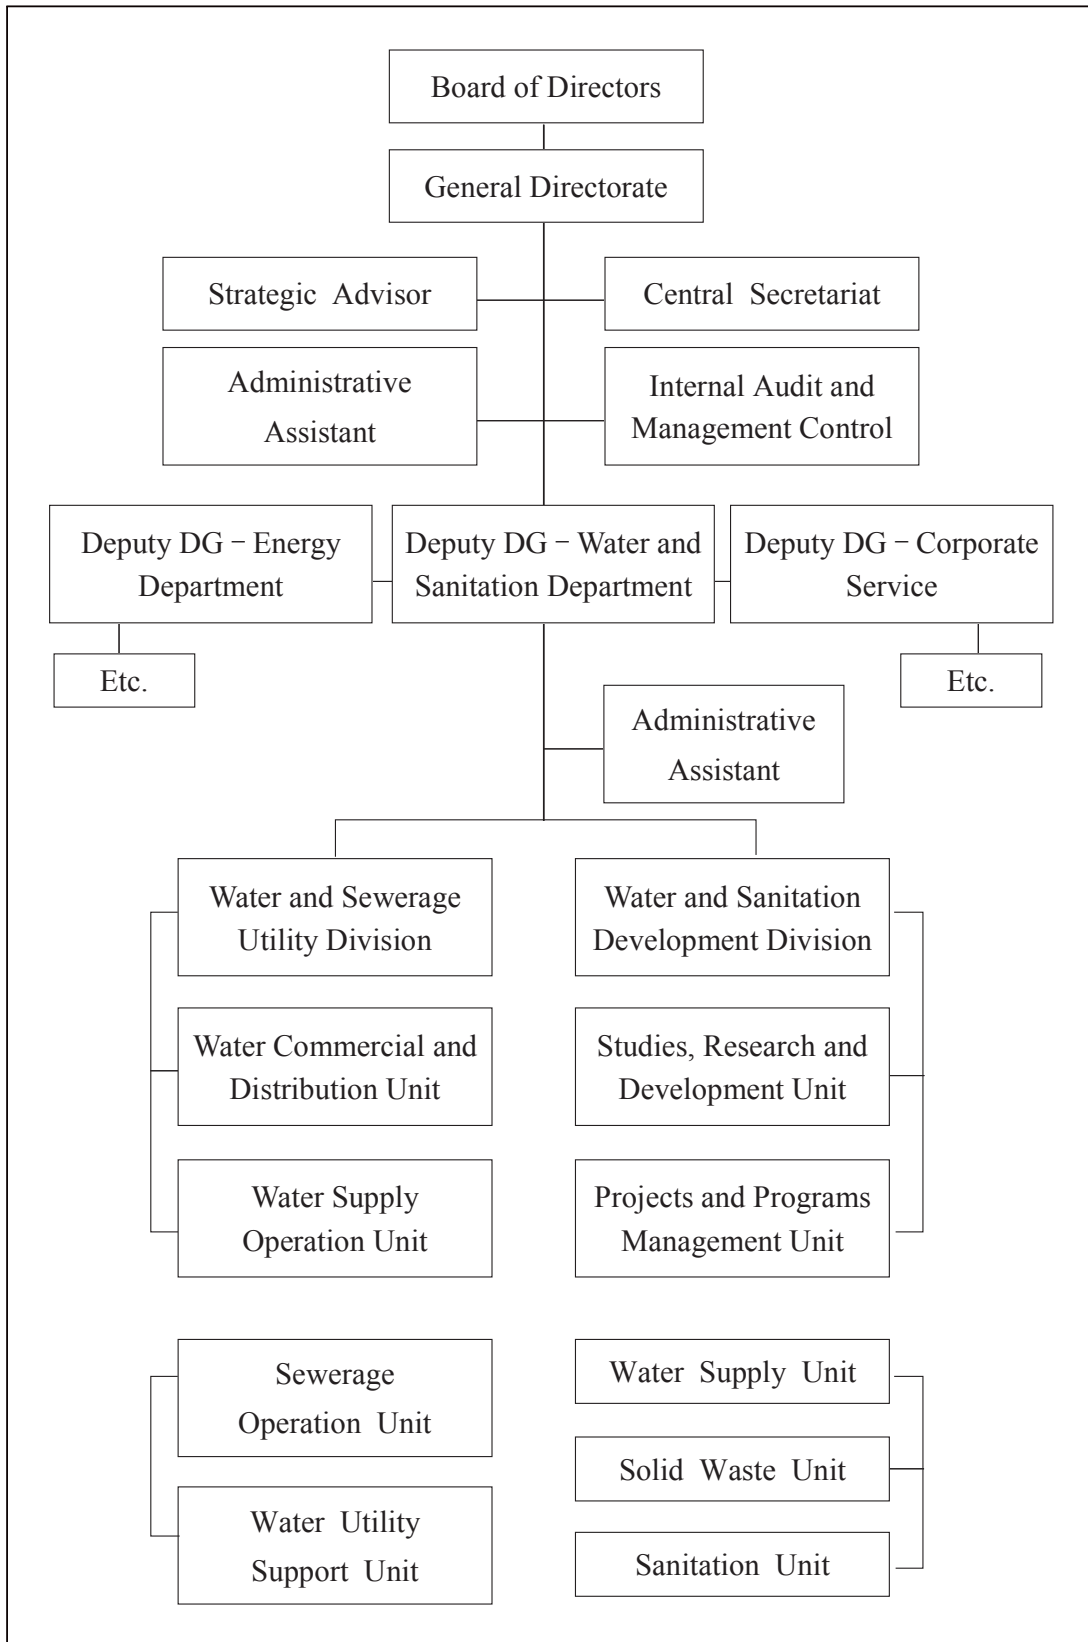 Board of Directors
General Directorate
Strategic Advisor
Central Secretariat
Administrative
Assistant
Internal Audit and
Management Control
Deputy DG – Energy
Department
Deputy DG – Water and
Sanitation Department
Deputy DG – Corporate
Service
Etc.
Etc.
Administrative
Assistant
Water and Sewerage
Utility Division
Water and Sanitation
Development Division
Water Commercial and
Distribution Unit
Studies, Research and
Development Unit
Water Supply
Operation Unit
Projects and Programs
Management Unit
Sewerage
Operation Unit
Water Supply Unit
Solid Waste Unit
Water Utility
Support Unit
Sanitation Unit